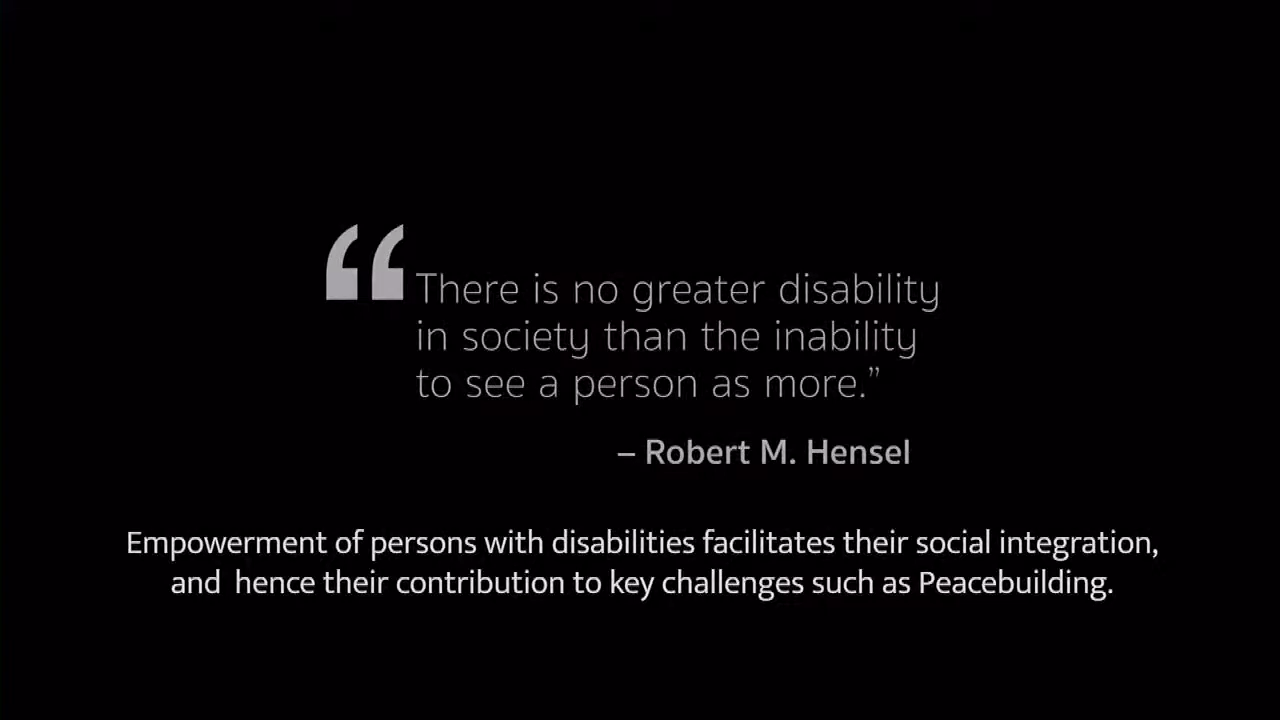 “There is no greater disability
in society than the inability
to see a person as more.”
– Robert M. Hensel
Empowerment of persons with disabilities facilitates their social integration,
and  hence their contribution to key challenges such as Peacebuilding.